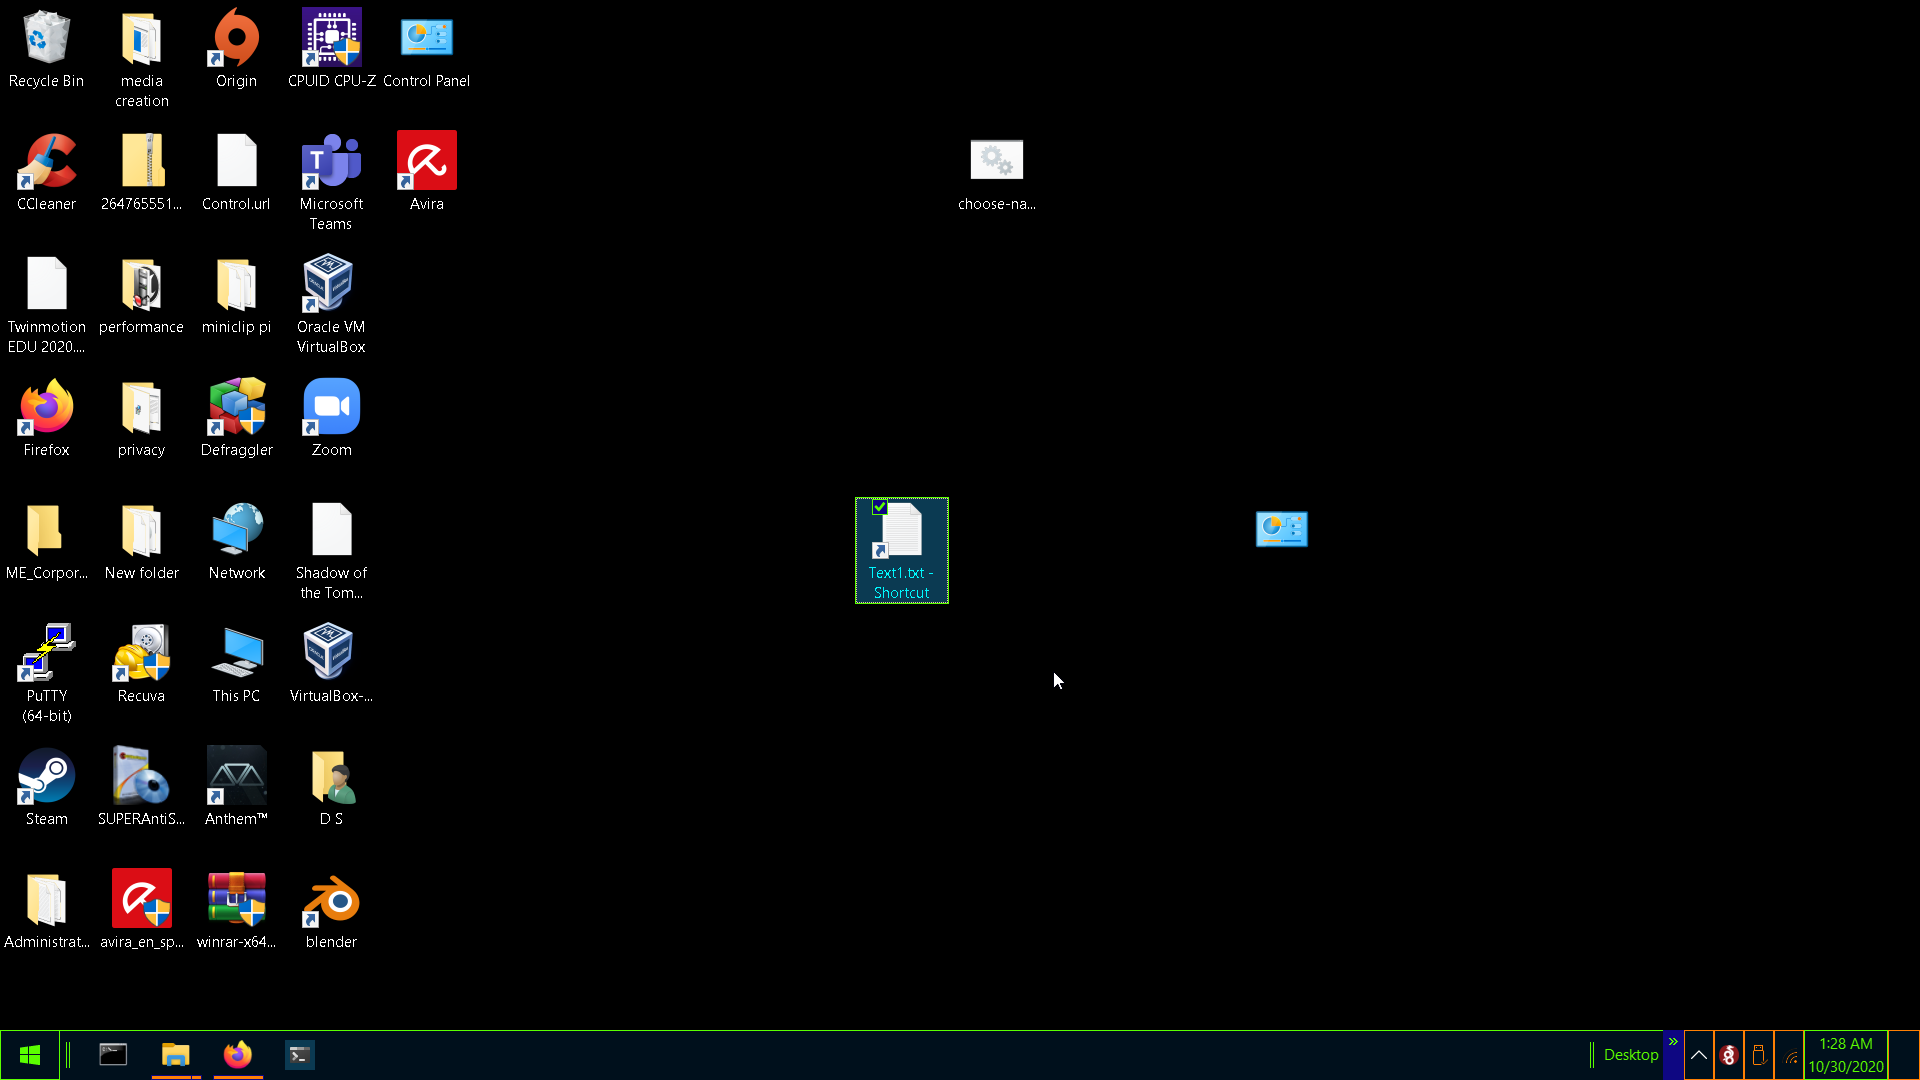 Recycle Bin
media
creation
Origin
CPUID CPU-Z
Control Panel
CCleaner
264765551...
Control.url
Microsoft
Teams
Avira
choose-na...
Twinmotion
EDU 2020....
performance
miniclip pi
Oracle VM
VirtualBox
Firefox
privacy
Defraggler
Zoom
ME_Corpor...
New folder
Network
Shadow of
the Tom...
Text1.txt -
Shortcut
PuTTY
(64-bit)
Recuva
This PC
VirtualBox-...
Steam
SUPERAntiS...
Anthem™
D S
Administrat...
avira_en_sp...
winrar-x64...
blender
Desktop
»
1:28 AM
10/30/2020